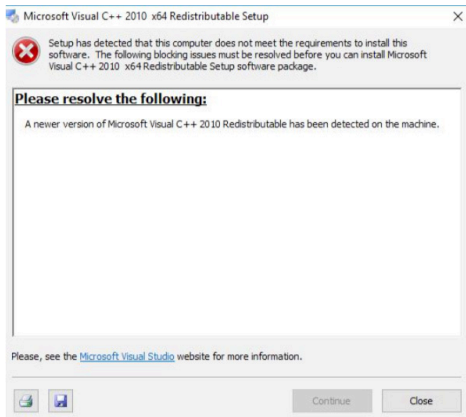 Microsoft Visual C++ 2010 x64 Redistributable Setup
Setup has detected that this computer does not meet the requirements to install this
software. The following blocking issues must be resolved before you can install Microsoft
Visual C++ 2010 x64 Redistributable Setup software package.
Please resolve the following:
A newer version of Microsoft Visual C++ 2010 Redistributable has been detected on the machine.
Please, see the Microsoft Visual Studio website for more information.
Continue
Close